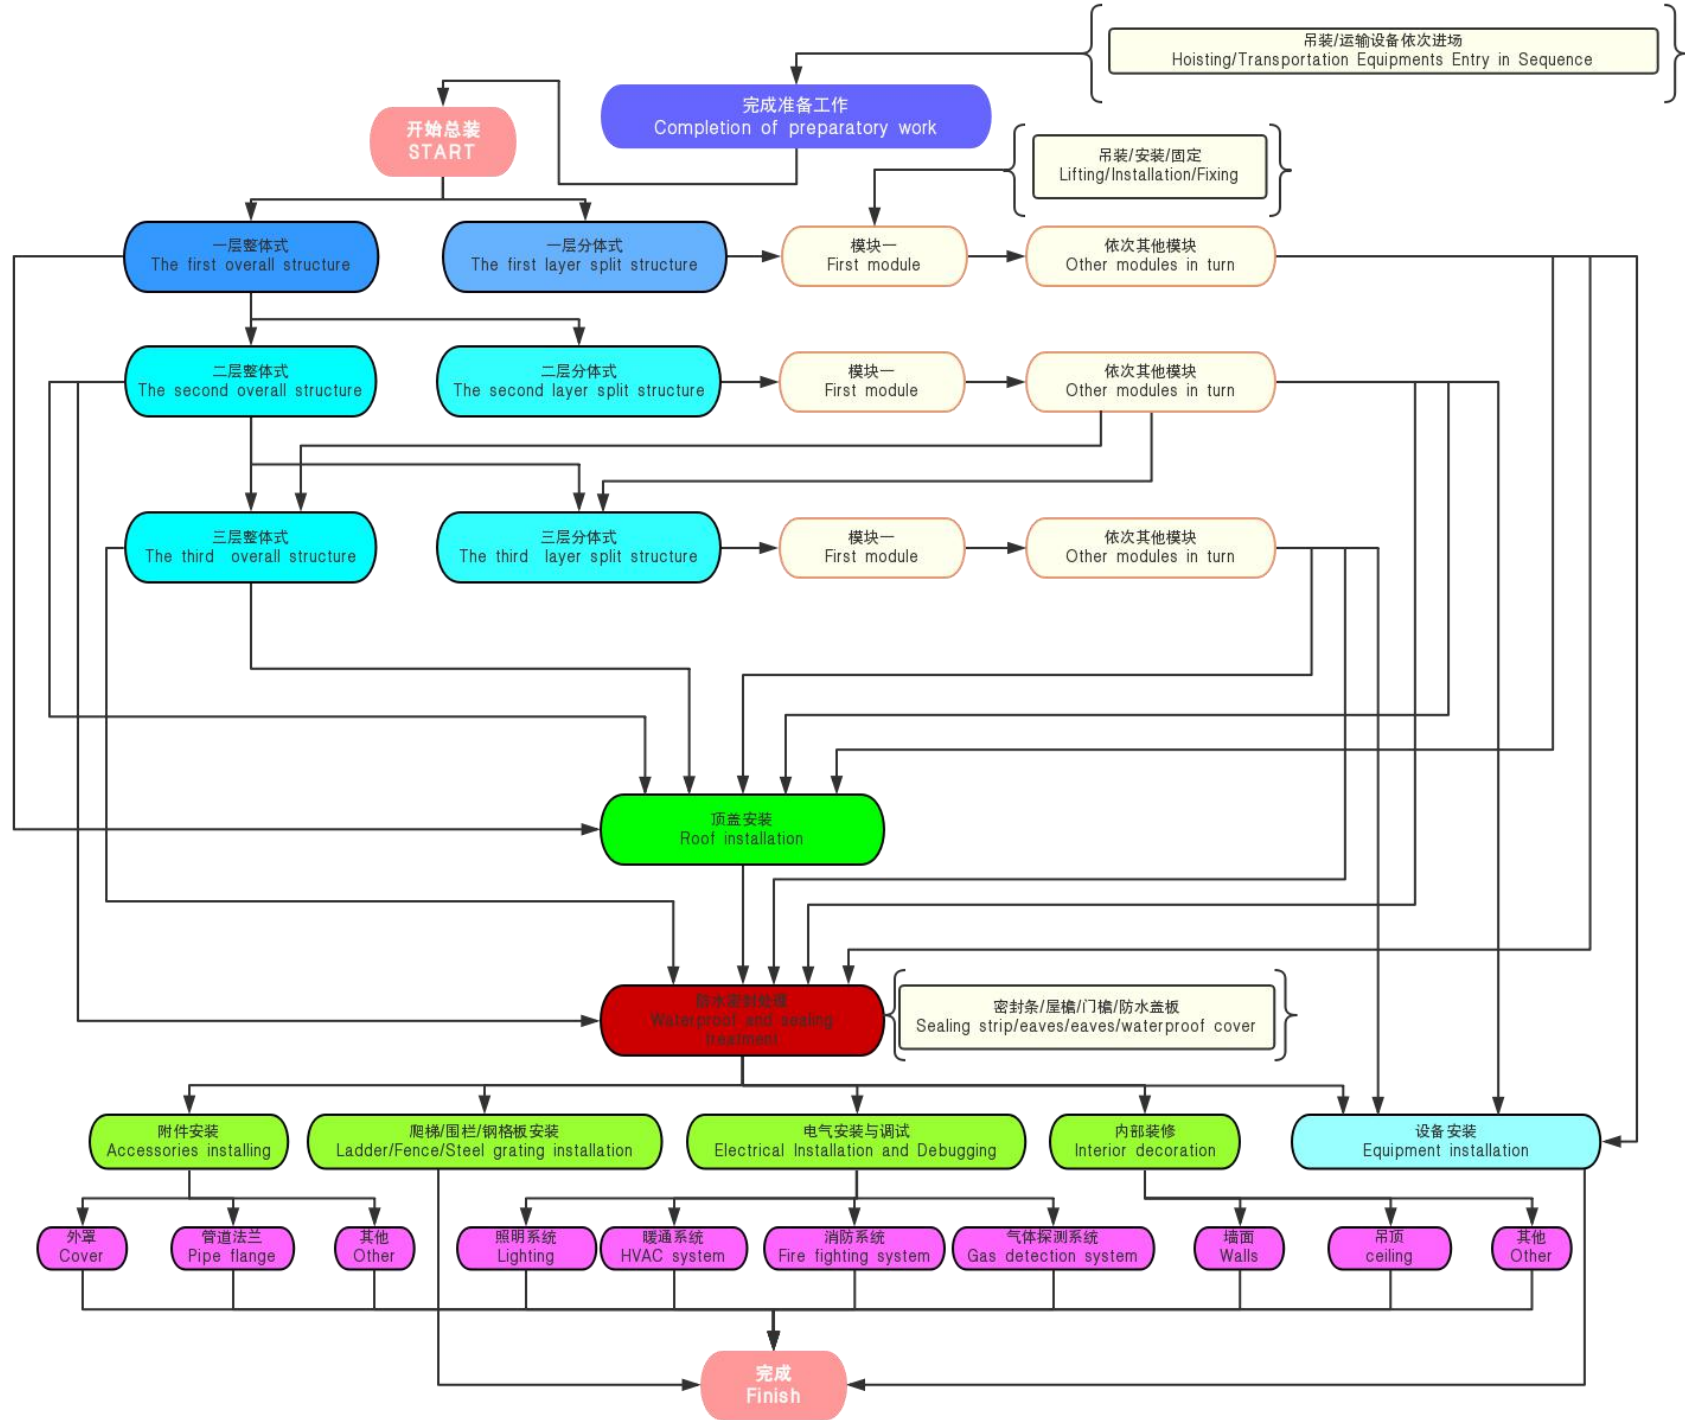 吊装/运输设备依次进场
Hoisting/Transportation Equipments Entry in Sequence
完成准备工作
Completion of preparatory work
开始总装
START
吊装/安装/固定
Lifting/Installation/Fixing
一层整体式
The first overall structure
一层分体式
The first layer split structure
模块一
First module
依次其他模块
Other modules in turn
二层整体式
The second overall structure
二层分体式
The second layer split structure
模块一
First module
依次其他模块
Other modules in turn
三层整体式
The third overall structure
三层分体式
The third layer split structure
模块一
First module
依次其他模块
Other modules in turn
顶盖安装
Roof installation
防水密封处理
Waterproof and sealing
treatment
密封条/屋檐/门檐/防水盖板
Sealing strip/eaves/eaves/waterproof cover
附件安装
Accessories installing
爬梯/围栏/钢格板安装
Ladder/Fence/Steel grating installation
电气安装与调试
Electrical Installation and Debugging
内部装修
Interior decoration
设备安装
Equipment installation
外罩
Cover
管道法兰
Pipe flange
其他
Other
照明系统
Lighting
暖通系统
HVAC system
消防系统
Fire fighting system
气体探测系统
Gas detection system
墙面
Walls
吊顶
ceiling
其他
Other
完成
Finish